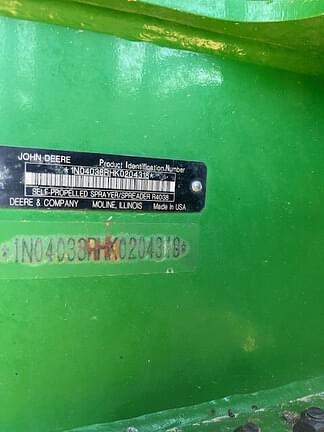 JOHN DEERE Product Identification Number
*1N04038RHK0204318*
SELF-PROPELLED SPRAYER/SPREADER R4038
DEERE & COMPANY MOLINE, ILLINOIS Made in USA
*1N04038RHK0204318*